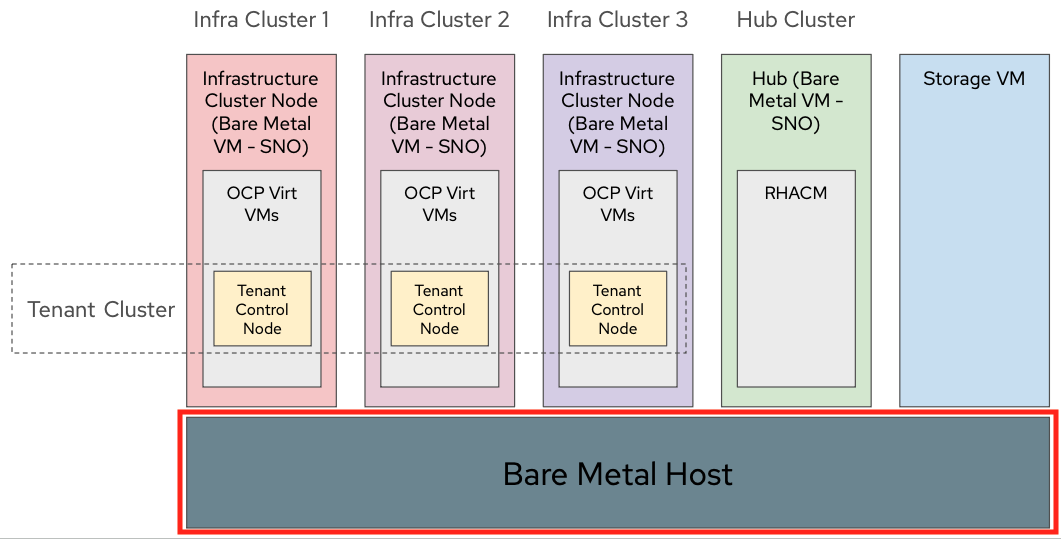 Infra Cluster 1
Infra Cluster 2
Infra Cluster 3
Hub Cluster
Infrastructure
Cluster Node
(Bare Metal
VM - SNO)
Infrastructure
Cluster Node
(Bare Metal
VM - SNO)
Infrastructure
Cluster Node
(Bare Metal
VM - SNO)
Hub (Bare
Metal VM -
SNO)
Storage VM
OCP Virt
VMs
OCP Virt
VMs
OCP Virt
VMs
RHACM
Tenant Cluster
Tenant
Control
Node
Tenant
Control
Node
Tenant
Control
Node
Bare Metal Host